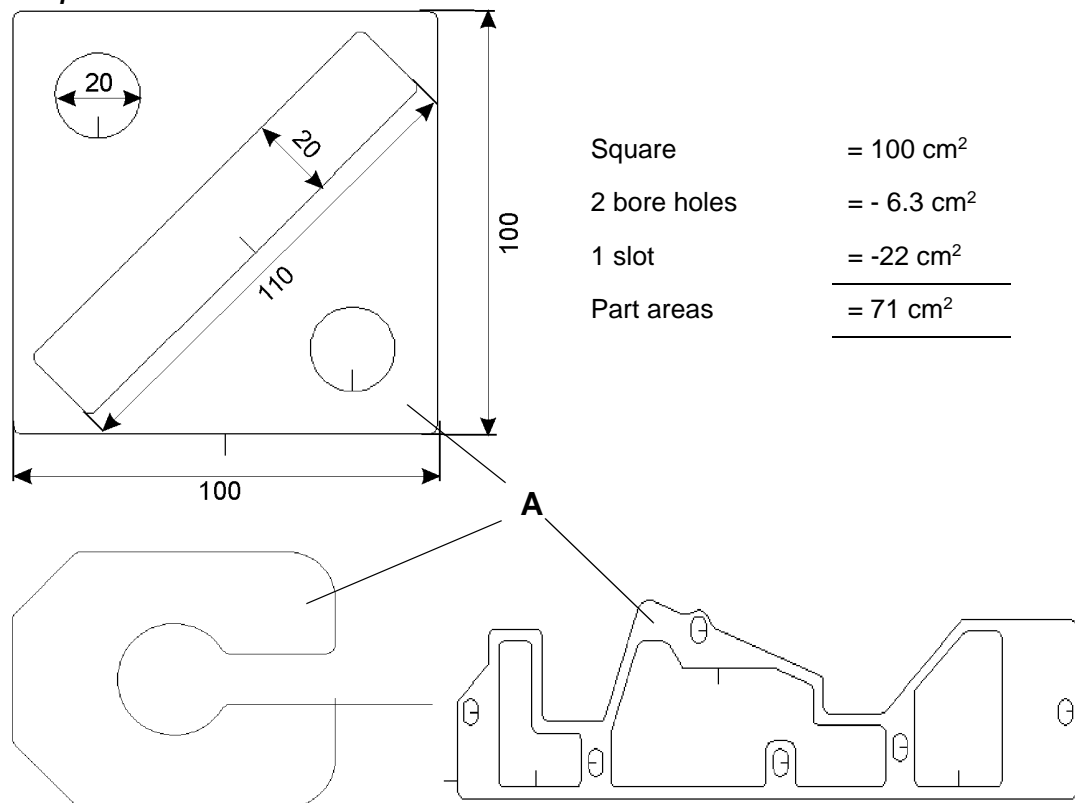 20
20
110
100
100
Square = 100 cm²
2 bore holes = - 6.3 cm²
1 slot = -22 cm²
Part areas = 71 cm²
A